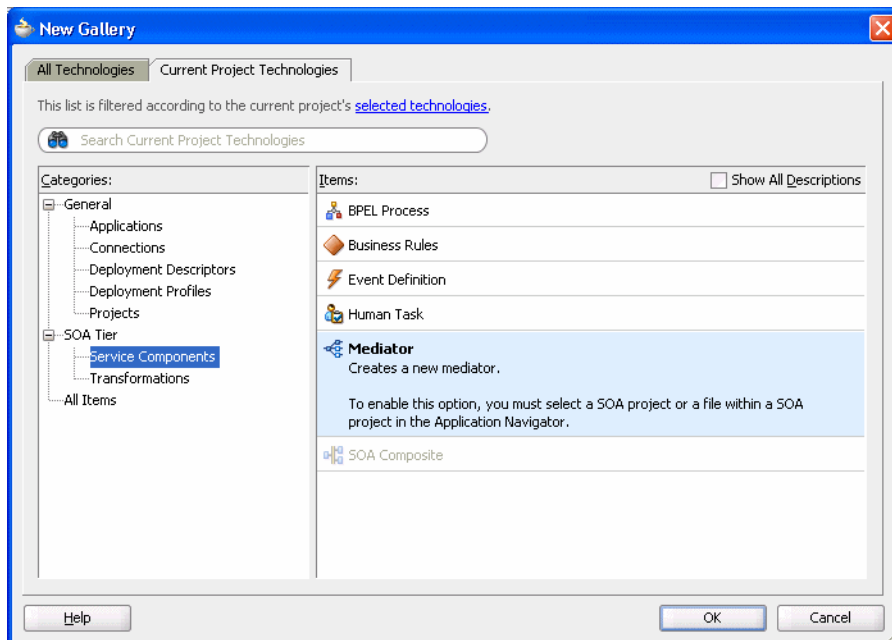 New Gallery
All Technologies
Current Project Technologies
This list is filtered according to the current project's selected technologies.
Search Current Project Technologies
Categories:
General
Applications
Connections
Deployment Descriptors
Deployment Profiles
Projects
SOA Tier
Service Components
Transformations
All Items
Items:
Show All Descriptions
BPEL Process
Business Rules
Event Definition
Human Task
Mediator
Creates a new mediator.
To enable this option, you must select a SOA project or a file within a SOA
project in the Application Navigator.
SOA Composite
Help
OK
Cancel